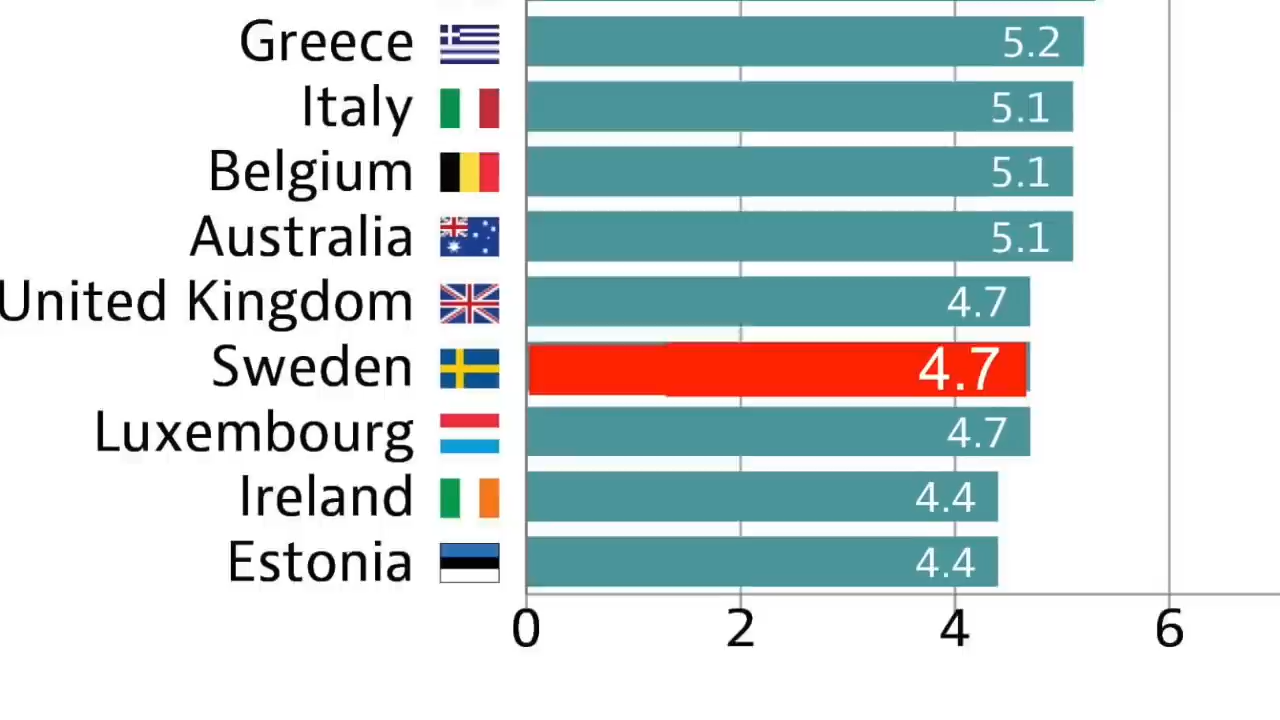 Greece 5.2
Italy 5.1
Belgium 5.1
Australia 5.1
United Kingdom 4.7
Sweden 4.7
Luxembourg 4.7
Ireland 4.4
Estonia 4.4
0 2 4 6